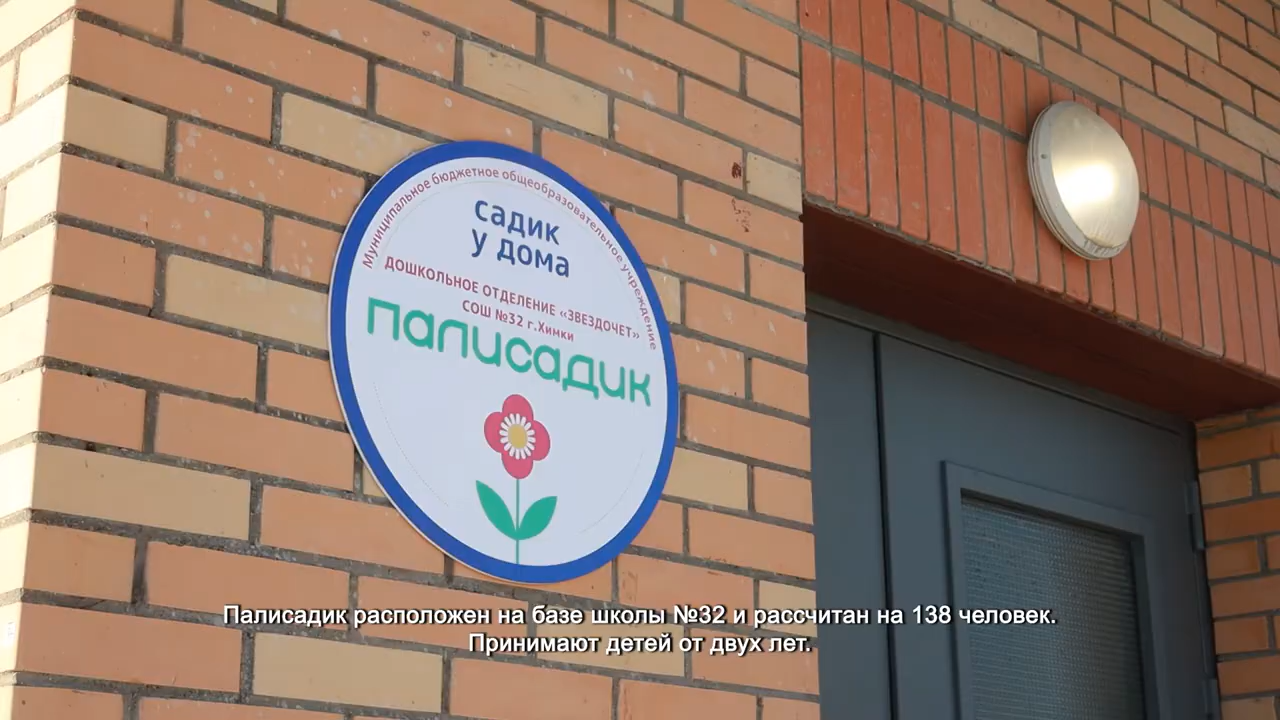 Муниципальное бюджетное общеобразовательное учреждение
садик
у дома
ДОШКОЛЬНОЕ ОТДЕЛЕНИЕ «ЗВЕЗДОЧЕТ»
СОШ №32 г.Химки
Палисадик
Палисадик расположен на базе школы №32 и рассчитан на 138 человек.
Принимают детей от двух лет.